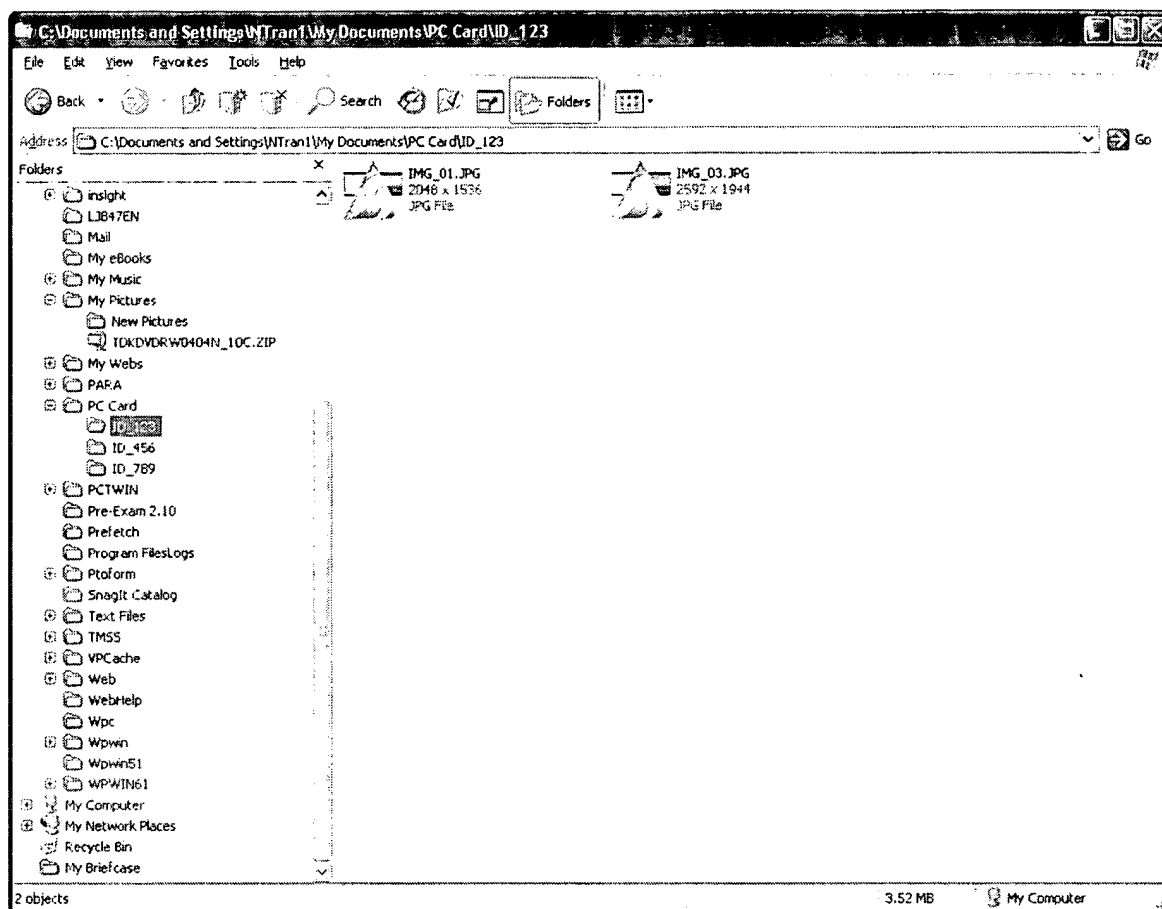 C:\Documents and Settings\NTran1\My Documents\PC Card\ID_123
File Edit View Favorites Tools Help
Back Search Folders
Address C:\Documents and Settings\NTran1\My Documents\PC Card\ID_123 Go
Folders x
IMG_01.JPG
2048 x 1536
JPG File
IMG_03.JPG
2592 x 1944
JPG File
insight
LJ847EN
Mail
My eBooks
My Music
My Pictures
New Pictures
TDKDVDRW0404N_10C.ZIP
My Webs
PARA
PC Card
ID_123
ID_456
ID_789
PCTWIN
Pre-Exam 2.10
Prefetch
Program FilesLogs
Ptoform
SnagIt Catalog
Text Files
TMSS
VPCache
Web
WebHelp
Wpc
Wpwin
Wpwin51
WPWIN61
My Computer
My Network Places
Recycle Bin
My Briefcase
2 objects 3.52 MB My Computer